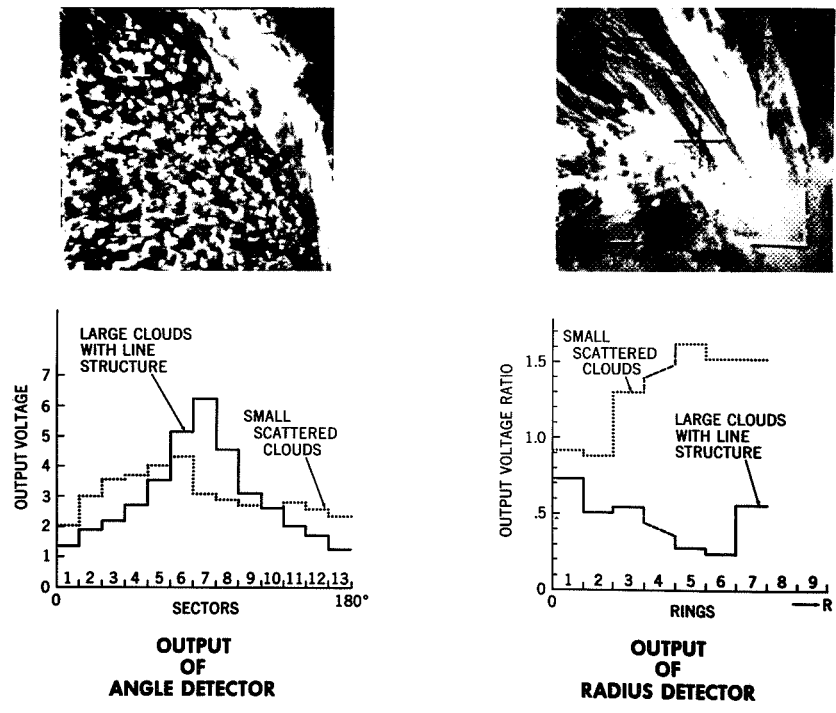 LARGE CLOUDS
WITH LINE
STRUCTURE
SMALL
SCATTERED
CLOUDS
OUTPUT VOLTAGE
7
6
5
4
3
2
1
0
1 2 3 4 5 6 7 8 9 10 11 12 13
0 SECTORS 180°
OUTPUT
OF
ANGLE DETECTOR
SMALL
SCATTERED
CLOUDS
LARGE CLOUDS
WITH LINE
STRUCTURE
OUTPUT VOLTAGE RATIO
1.5
1.0
.5
0
1 2 3 4 5 6 7 8 9
0 RINGS R
OUTPUT
OF
RADIUS DETECTOR